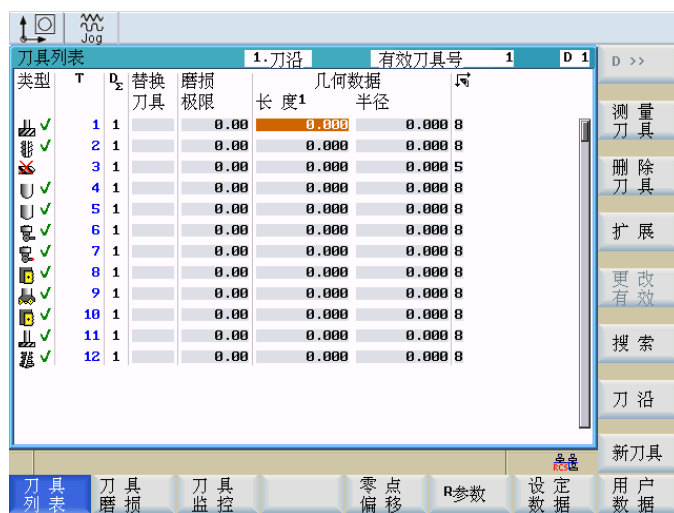 Jog
刀具列表 1.刀沿 有效刀具号 1 D 1
类型 T DΣ 替换刀具 磨损极限 几何数据
长 度1 半径
1 1 0.00 0.000 0.000 8
2 1 0.00 0.000 0.000 8
3 1 0.00 0.000 0.000 5
4 1 0.00 0.000 0.000 8
5 1 0.00 0.000 0.000 8
6 1 0.00 0.000 0.000 8
7 1 0.00 0.000 0.000 8
8 1 0.00 0.000 0.000 8
9 1 0.00 0.000 0.000 8
10 1 0.00 0.000 0.000 8
11 1 0.00 0.000 0.000 8
12 1 0.00 0.000 0.000 8
D >>
测 量
刀 具
删 除
刀 具
扩 展
更 改
有 效
搜 索
刀 沿
新刀具
RCS
刀 具
列 表
刀 具
磨 损
刀 具
监 控
零 点
偏 移
R参数
设 定
数 据
用 户
数 据